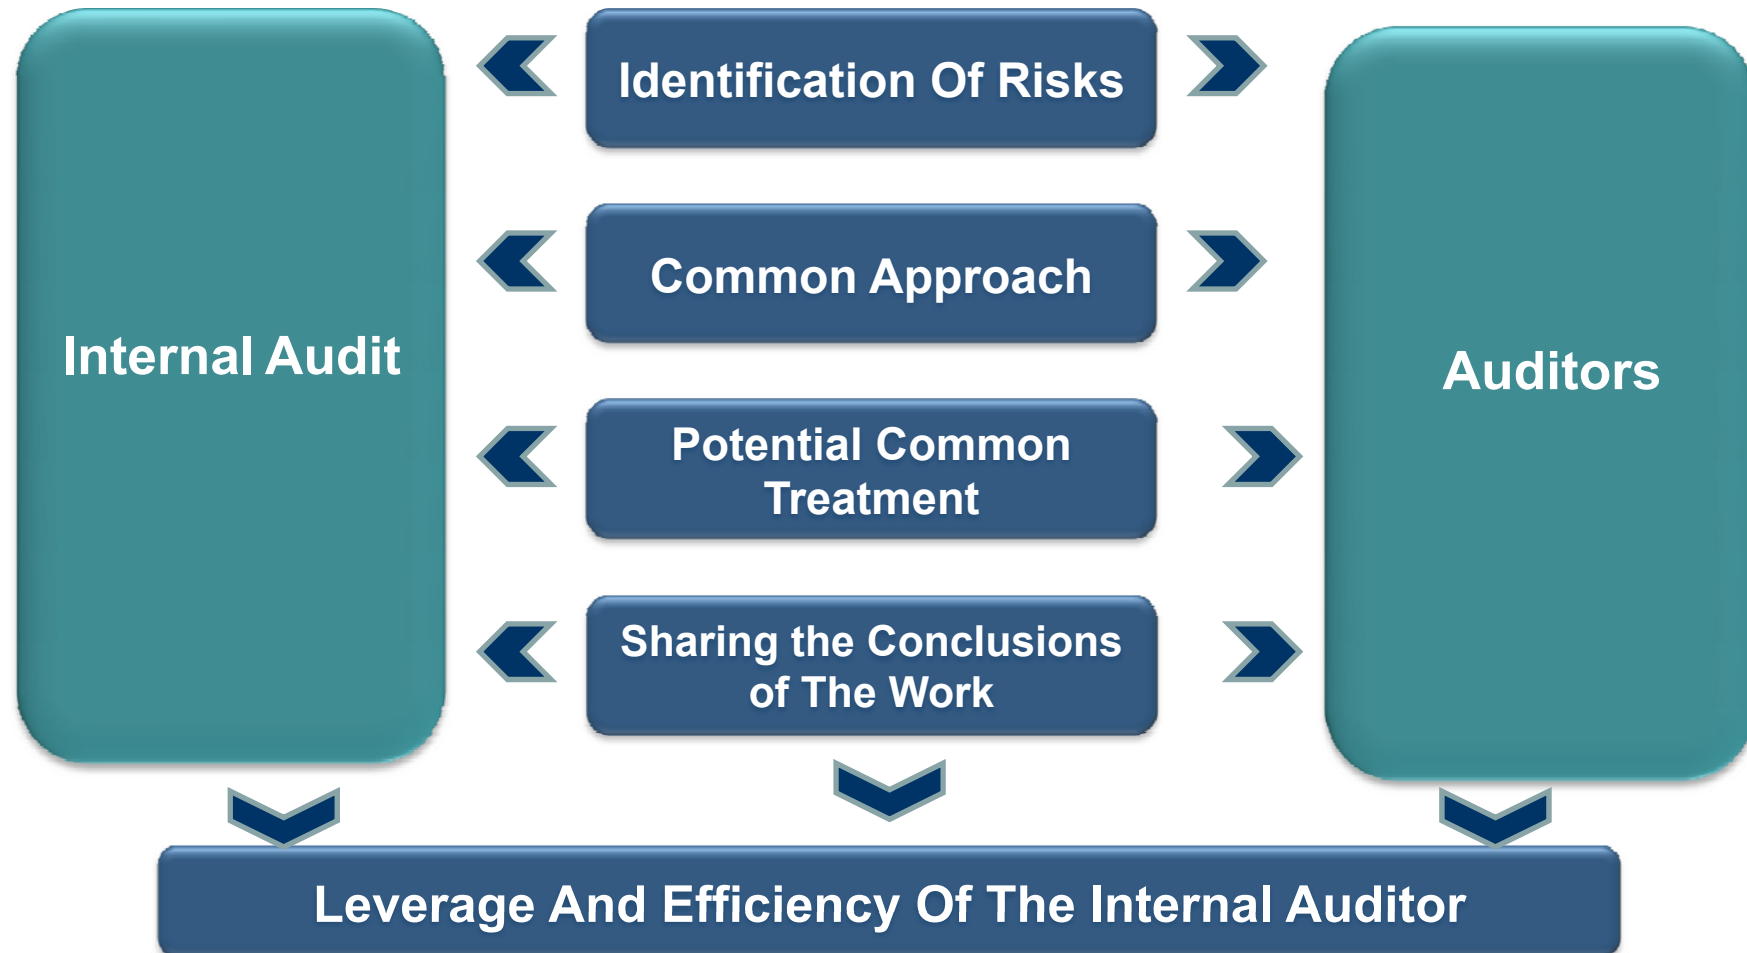 Identification Of Risks
Common Approach
Internal Audit
Auditors
Potential Common
Treatment
Sharing the Conclusions
of The Work
Leverage And Efficiency Of The Internal Auditor